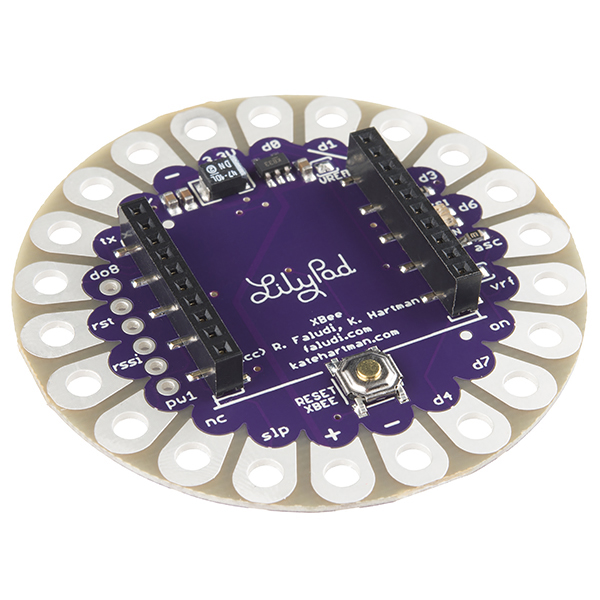 3.3V
d0
d1
d3
d6
asc
vrf
on
d7
d4
-
+
slp
nc
pu1
rssi
rst
do8
tx
-
LilyPad
XBee
(cc) R. Faludi, K. Hartman
faludi.com
katehartman.com
RESET
XBEE